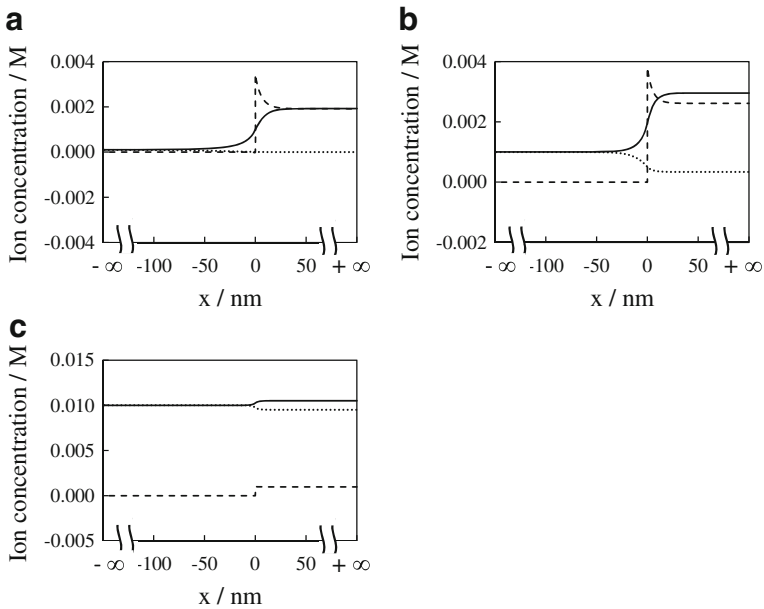 a
Ion concentration / M
0.004
0.002
0.000
-0.002
-0.004
- ∞ -100 -50 0 50 + ∞
x / nm
b
Ion concentration / M
0.006
0.004
0.002
0.000
-0.002
- ∞ -100 -50 0 50 + ∞
x / nm
c
Ion concentration / M
0.015
0.010
0.005
0.000
-0.005
- ∞ -100 -50 0 50 + ∞
x / nm